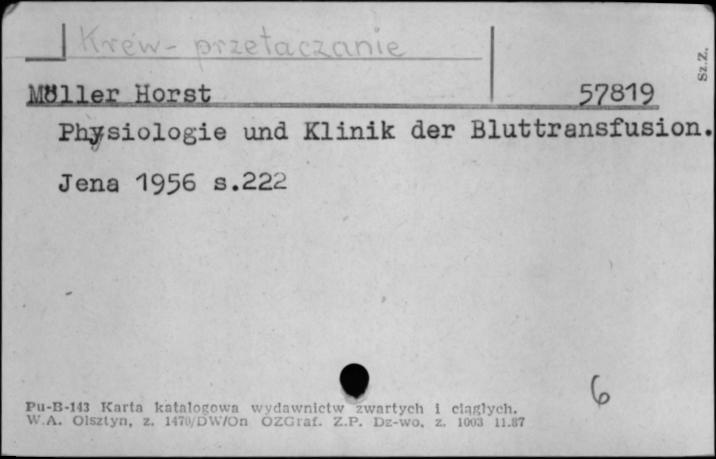 Krew - przetaczanie
Sz.Z.
Müller Horst 57819
Physiologie und Klinik der Bluttransfusion.
Jena 1956 s.222
6
Pu-B-143 Karta katalogowa wydawnictw zwartych i ciągłych.
W.A. Olsztyn, z. 1470/DW/On OZGraf. Z.P. Dz-wo, z. 1003 11.87